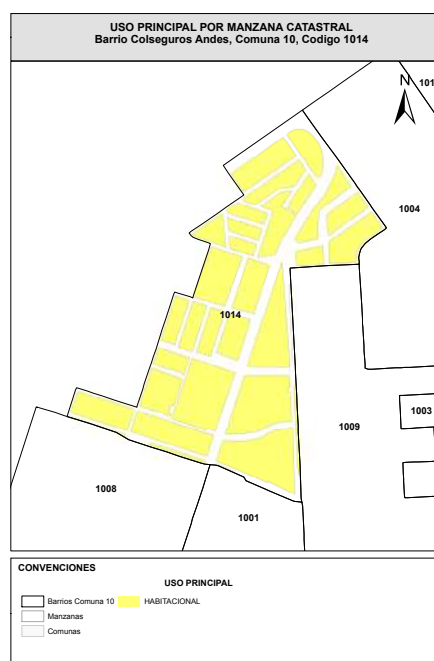 USO PRINCIPAL POR MANZANA CATASTRAL
Barrio Colseguros Andes, Comuna 10, Codigo 1014
N
101
1004
1014
1003
1009
1008
1001
CONVENCIONES
USO PRINCIPAL
Barrios Comuna 10
HABITACIONAL
Manzanas
Comunas